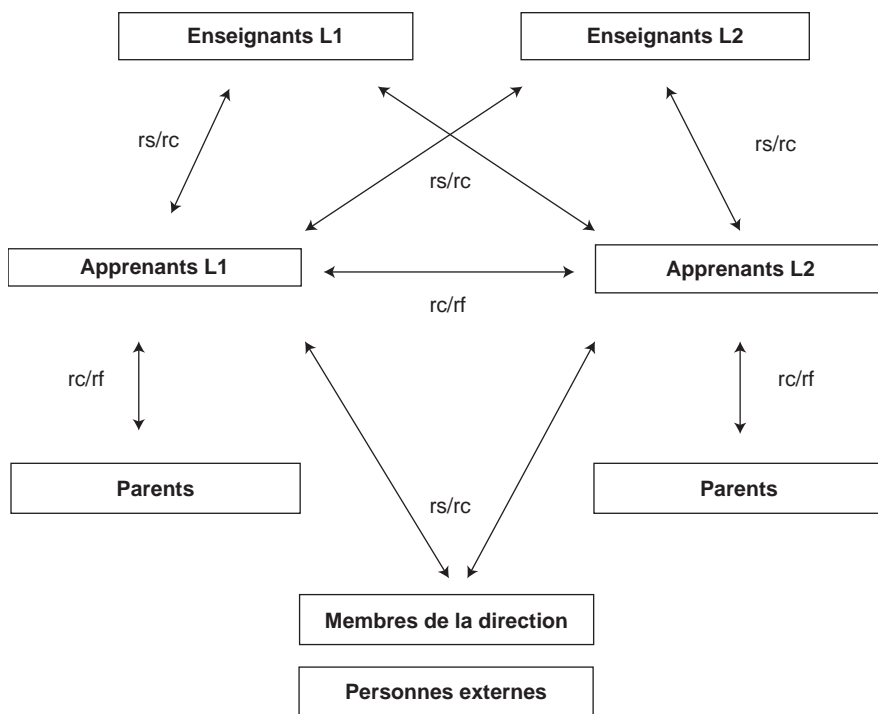 Enseignants L1
Enseignants L2
rs/rc
rs/rc
rs/rc
Apprenants L1
Apprenants L2
rc/rf
rc/rf
rc/rf
Parents
Parents
rs/rc
Membres de la direction
Personnes externes